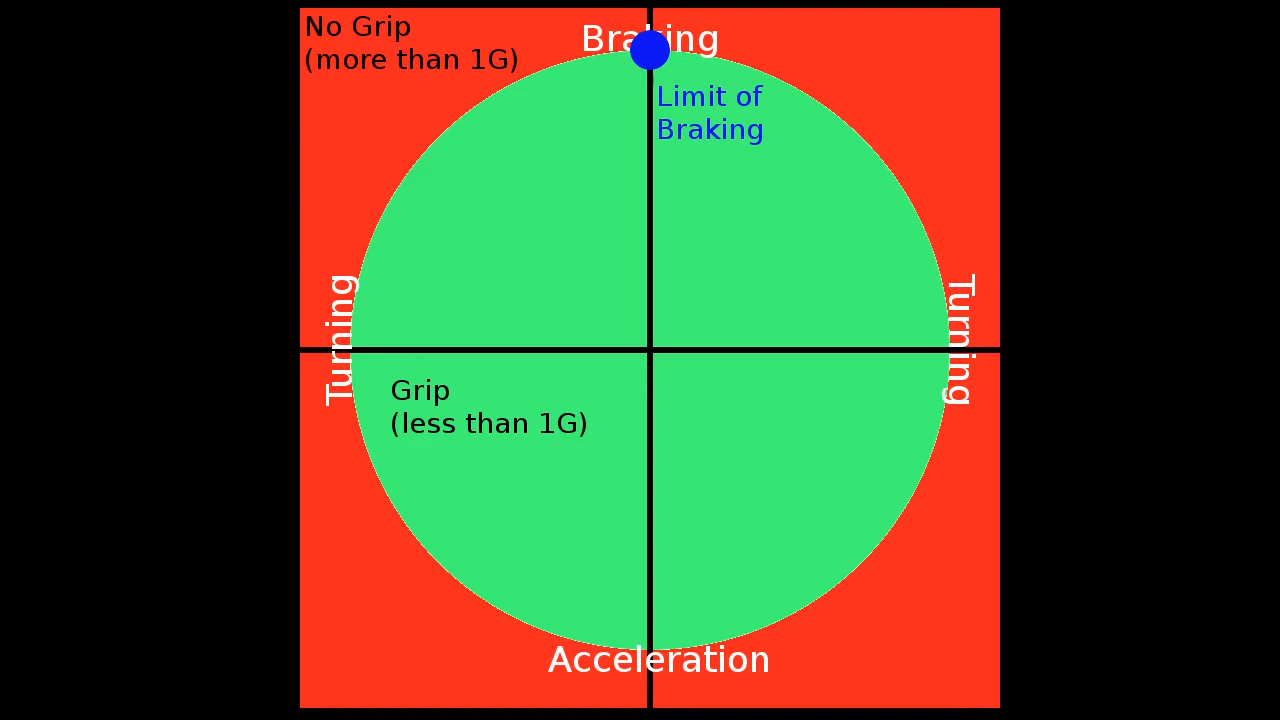 No Grip
(more than 1G)
Braking
Limit of
Braking
Turning
Turning
Grip
(less than 1G)
Acceleration